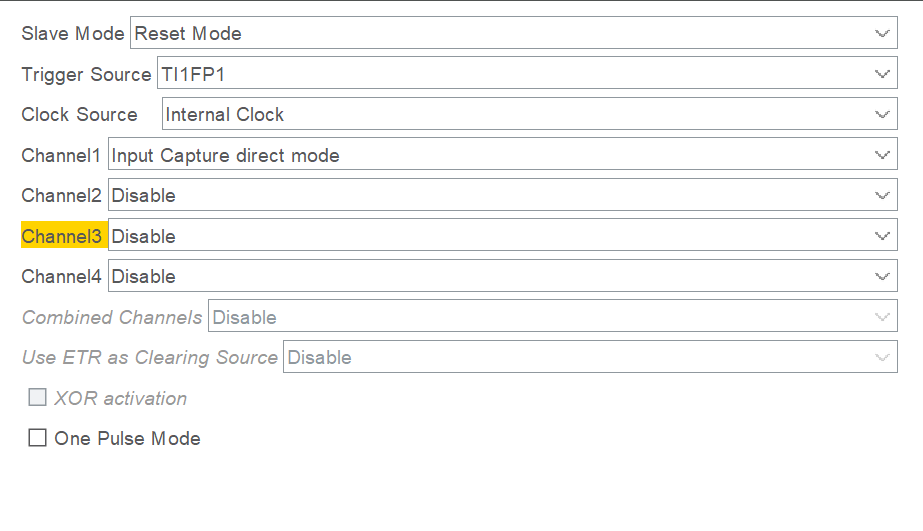 Slave Mode Reset Mode
Trigger Source TI1FP1
Clock Source Internal Clock
Channel1 Input Capture direct mode
Channel2 Disable
Channel3 Disable
Channel4 Disable
Combined Channels Disable
Use ETR as Clearing Source Disable
XOR activation
One Pulse Mode